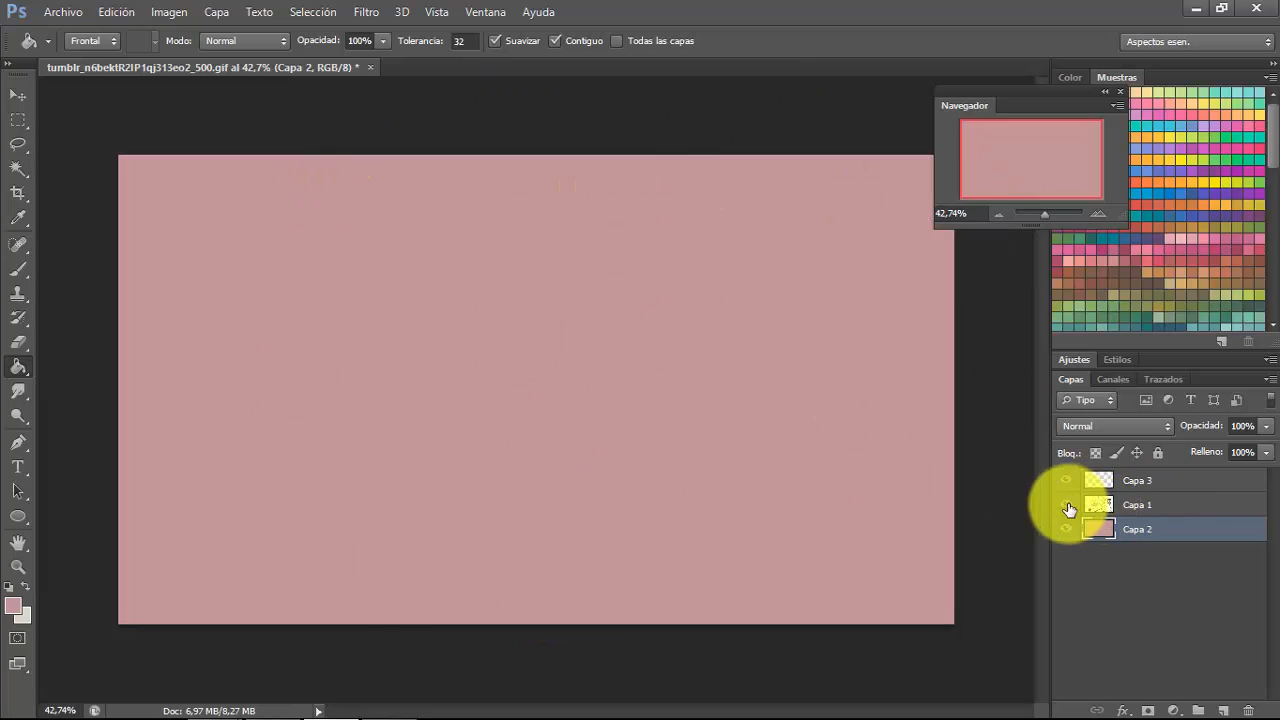 Ps Archivo Edición Imagen Capa Texto Selección Filtro 3D Vista Ventana Ayuda
Frontal Modo: Normal Opacidad: 100% Tolerancia: 32 Suavizar Contiguo Todas las capas Aspectos esen.
tumblr_n6bektR2IP1qj313eo2_500.gif al 42,7% (Capa 2, RGB/8) * ×
Color Muestras
Navegador
42,74%
Ajustes Estilos
Capas Canales Trazados
Tipo
Normal Opacidad: 100%
Bloq.: Relleno: 100%
Capa 3
Capa 1
Capa 2
42,74% Doc: 6,97 MB/8,27 MB